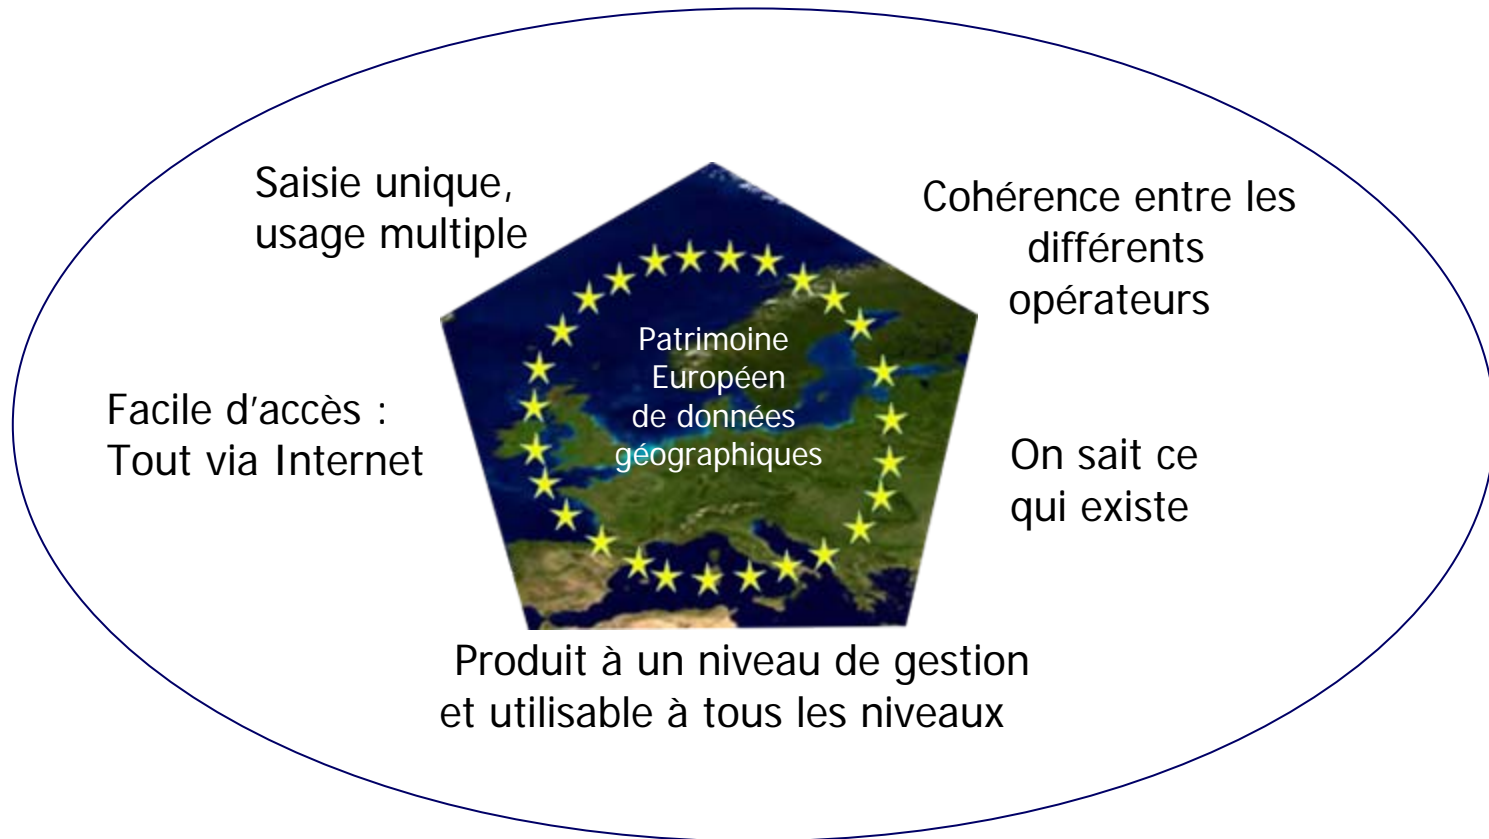 Saisie unique,
usage multiple
Cohérence entre les
différents
opérateurs
Patrimoine
Européen
de données
géographiques
Facile d'accès :
Tout via Internet
On sait ce
qui existe
Produit à un niveau de gestion
et utilisable à tous les niveaux